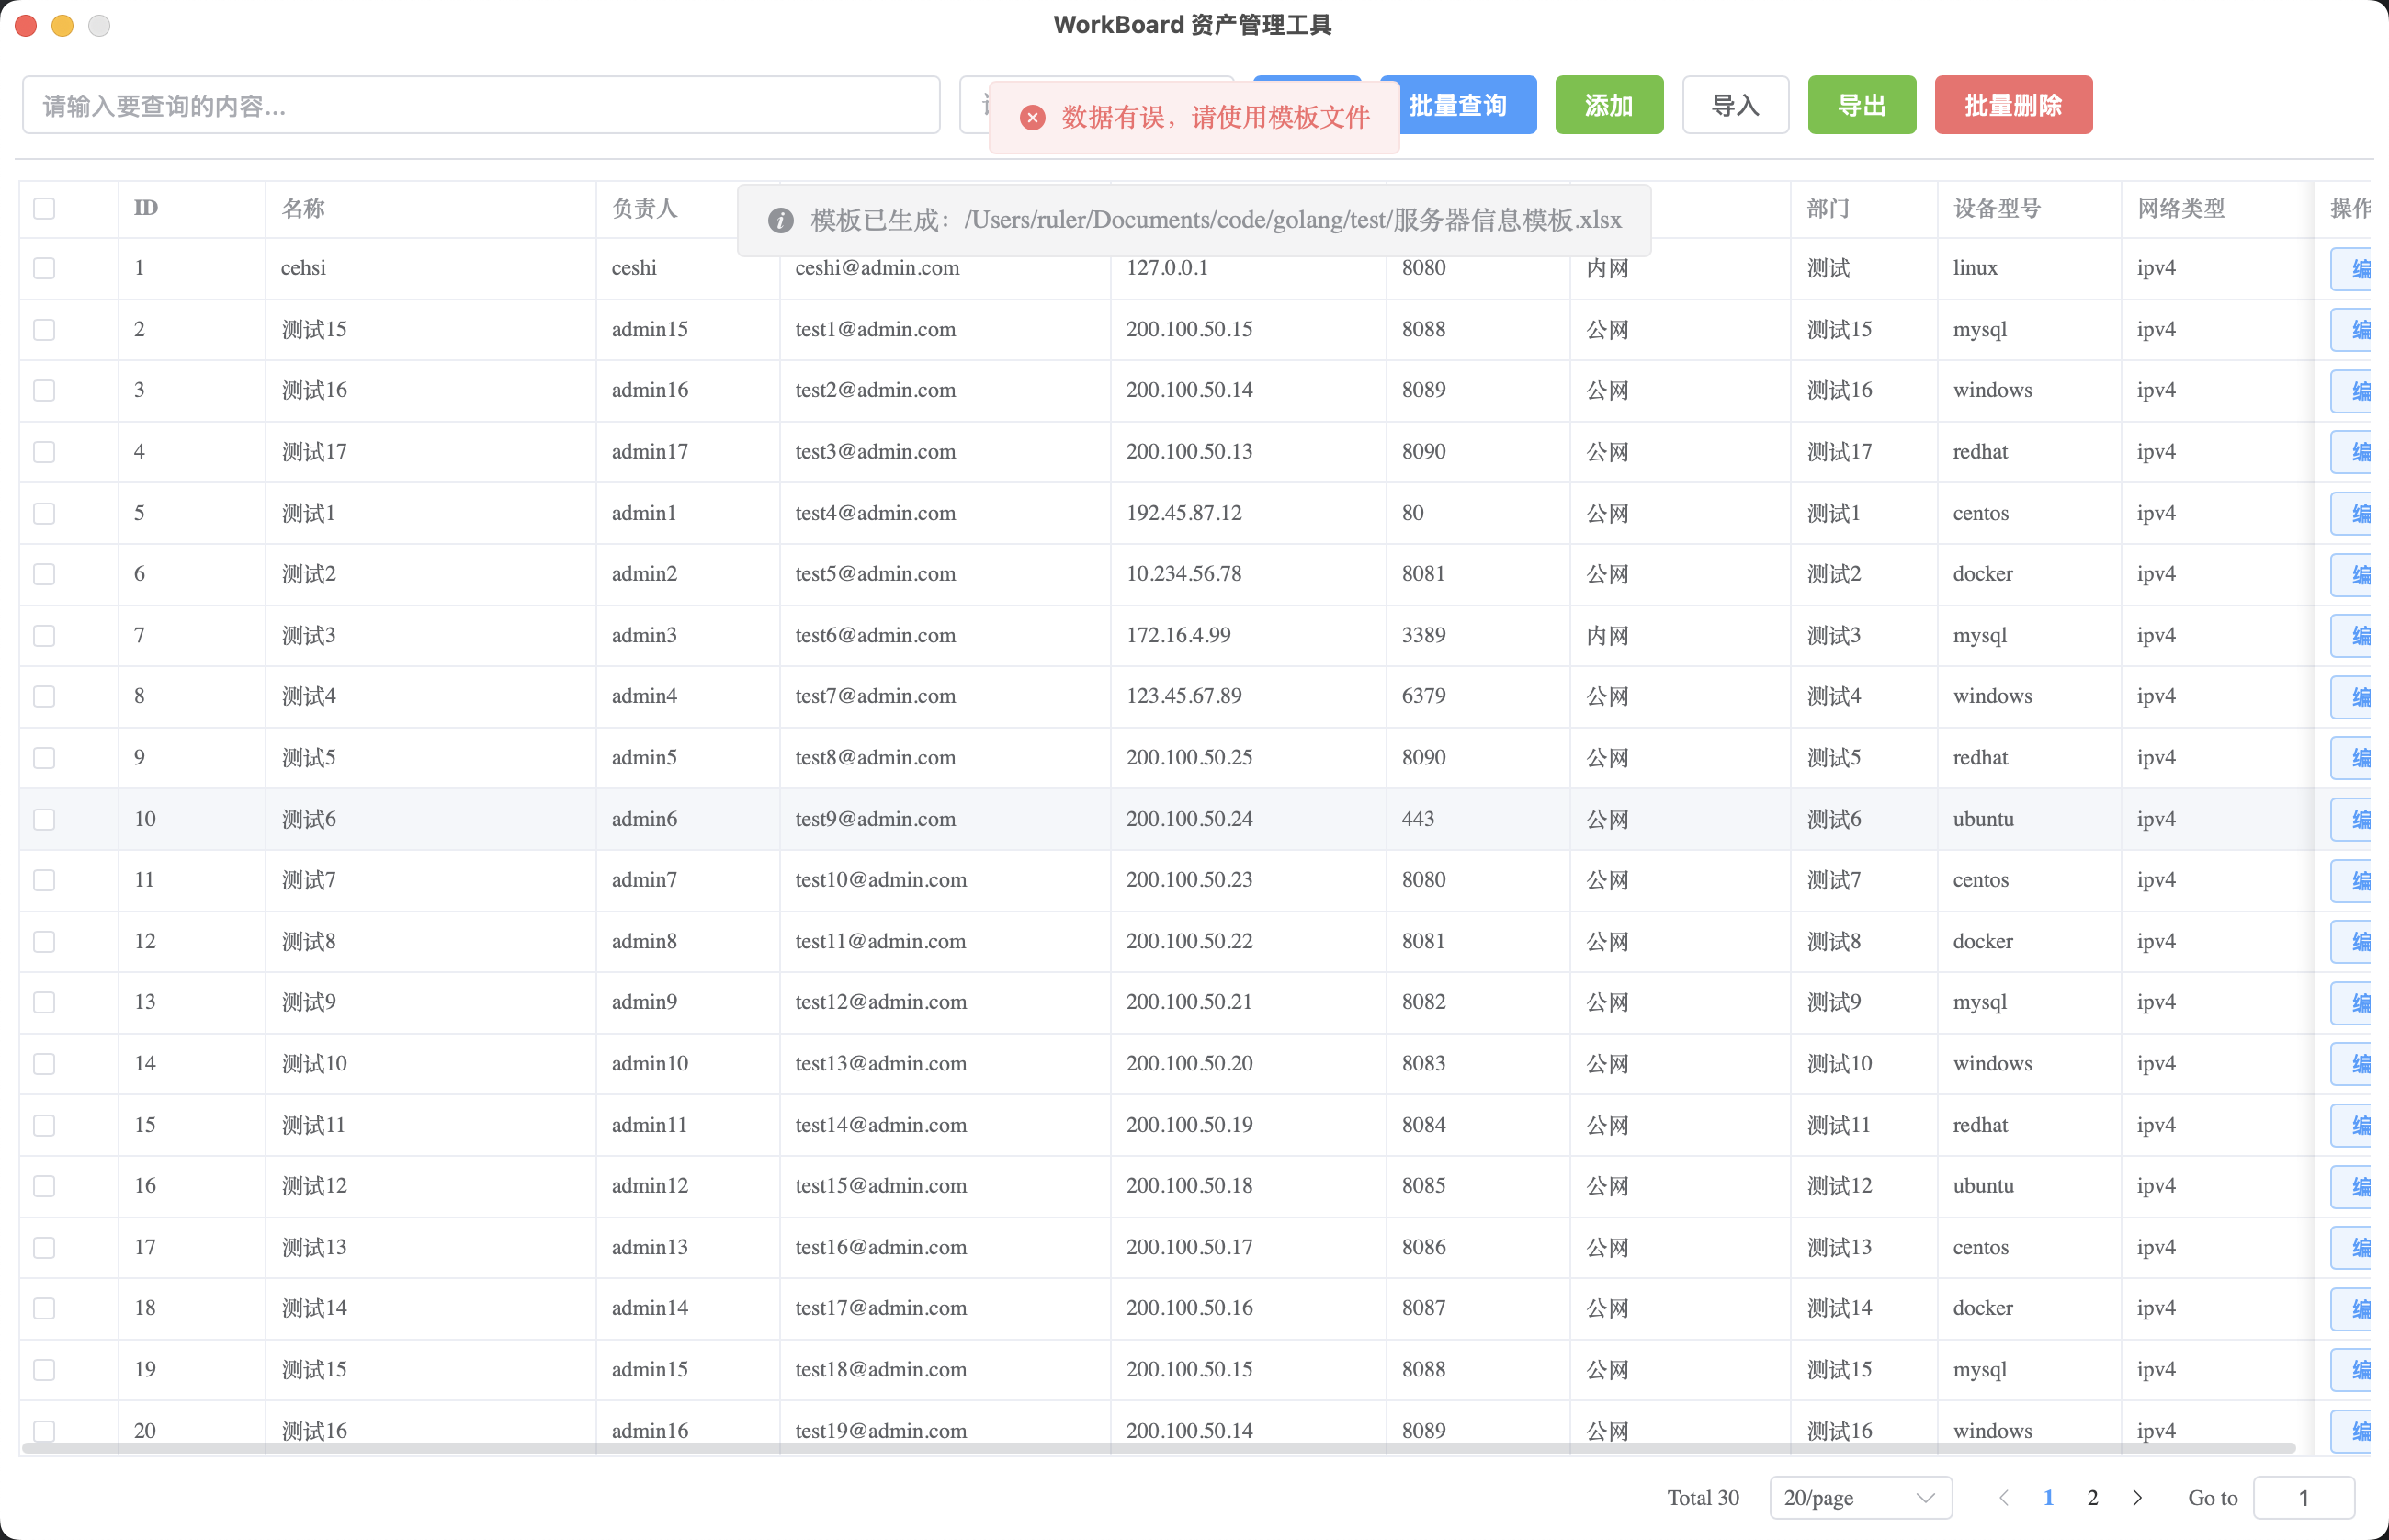 WorkBoard 资产管理工具
请输入要查询的内容... 批量查询 添加 导入 导出 批量删除
数据有误，请使用模板文件
ID 名称 负责人 部门 设备型号 网络类型 操作
模板已生成：/Users/ruler/Documents/code/golang/test/服务器信息模板.xlsx
1 cehsi ceshi ceshi@admin.com 127.0.0.1 8080 内网 测试 linux ipv4 编
2 测试15 admin15 test1@admin.com 200.100.50.15 8088 公网 测试15 mysql ipv4 编
3 测试16 admin16 test2@admin.com 200.100.50.14 8089 公网 测试16 windows ipv4 编
4 测试17 admin17 test3@admin.com 200.100.50.13 8090 公网 测试17 redhat ipv4 编
5 测试1 admin1 test4@admin.com 192.45.87.12 80 公网 测试1 centos ipv4 编
6 测试2 admin2 test5@admin.com 10.234.56.78 8081 公网 测试2 docker ipv4 编
7 测试3 admin3 test6@admin.com 172.16.4.99 3389 内网 测试3 mysql ipv4 编
8 测试4 admin4 test7@admin.com 123.45.67.89 6379 公网 测试4 windows ipv4 编
9 测试5 admin5 test8@admin.com 200.100.50.25 8090 公网 测试5 redhat ipv4 编
10 测试6 admin6 test9@admin.com 200.100.50.24 443 公网 测试6 ubuntu ipv4 编
11 测试7 admin7 test10@admin.com 200.100.50.23 8080 公网 测试7 centos ipv4 编
12 测试8 admin8 test11@admin.com 200.100.50.22 8081 公网 测试8 docker ipv4 编
13 测试9 admin9 test12@admin.com 200.100.50.21 8082 公网 测试9 mysql ipv4 编
14 测试10 admin10 test13@admin.com 200.100.50.20 8083 公网 测试10 windows ipv4 编
15 测试11 admin11 test14@admin.com 200.100.50.19 8084 公网 测试11 redhat ipv4 编
16 测试12 admin12 test15@admin.com 200.100.50.18 8085 公网 测试12 ubuntu ipv4 编
17 测试13 admin13 test16@admin.com 200.100.50.17 8086 公网 测试13 centos ipv4 编
18 测试14 admin14 test17@admin.com 200.100.50.16 8087 公网 测试14 docker ipv4 编
19 测试15 admin15 test18@admin.com 200.100.50.15 8088 公网 测试15 mysql ipv4 编
20 测试16 admin16 test19@admin.com 200.100.50.14 8089 公网 测试16 windows ipv4 编
Total 30 20/page 1 2 Go to 1